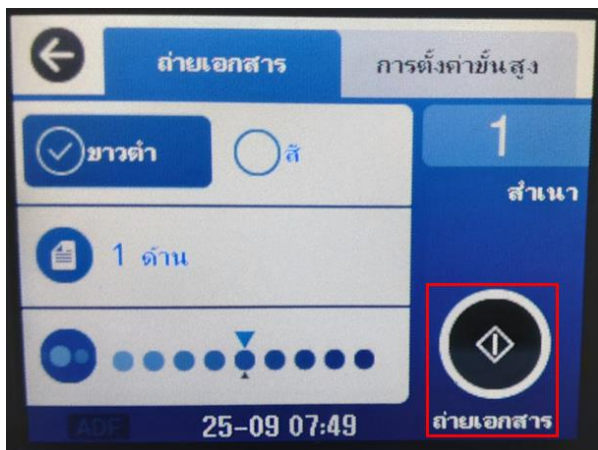 ถ่ายเอกสาร
การตั้งค่าขั้นสูง
ขาวดำ
สี
1
สำเนา
1 ด้าน
ADF
25-09 07:49
ถ่ายเอกสาร